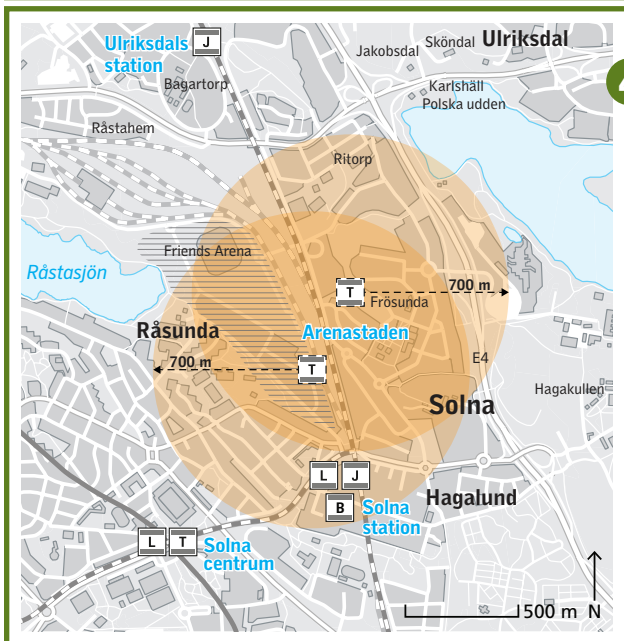 Ulriksdals
station
J
Jakobsdal
Sköndal
Ulriksdal
Bagartorp
Karlshäll
Polska udden
Råstahem
Ritorp
Friends Arena
Råstasjön
T
700 m
Frösunda
Råsunda
Arenastaden
700 m
T
E4
Solna
Hagakullen
L
J
B
Solna
station
Hagalund
L
T
Solna
centrum
500 m
N